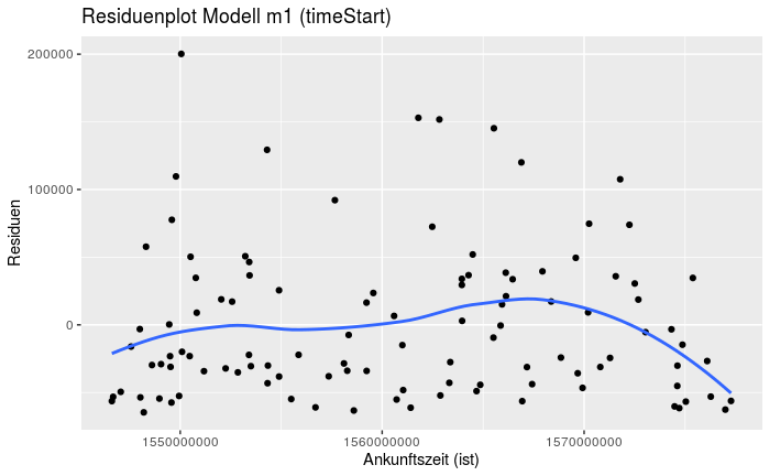 Residuenplot Modell m1 (timeStart)
Residuen
200000
100000
0
1550000000
1560000000
1570000000
Ankunftszeit (ist)